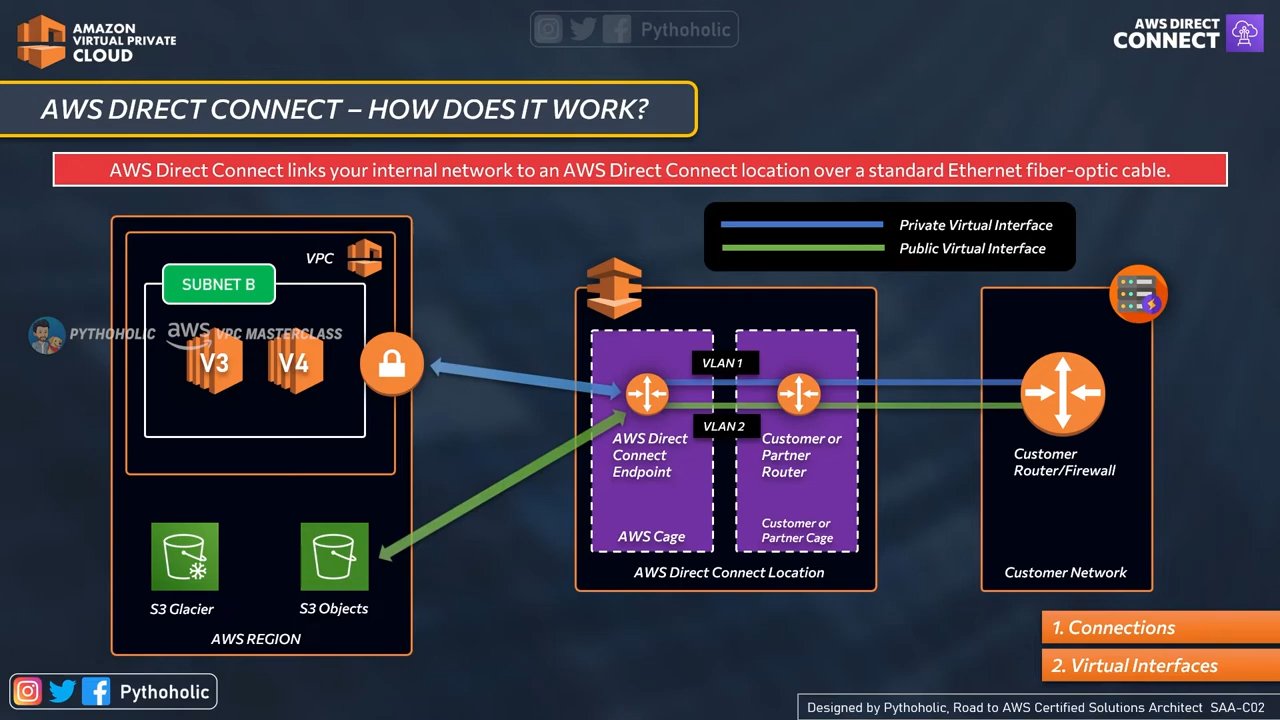 AMAZON
VIRTUAL PRIVATE
CLOUD
Pythoholic
AWS DIRECT
CONNECT
AWS DIRECT CONNECT – HOW DOES IT WORK?
AWS Direct Connect links your internal network to an AWS Direct Connect location over a standard Ethernet fiber-optic cable.
Private Virtual Interface
Public Virtual Interface
VPC
SUBNET B
PYTHOHOLIC aws VPC MASTERCLASS
V3 V4
VLAN 1
VLAN 2
AWS Direct
Connect
Endpoint
Customer or
Partner
Router
AWS Cage
Customer or
Partner Cage
AWS Direct Connect Location
Customer
Router/Firewall
Customer Network
S3 Glacier
S3 Objects
AWS REGION
1. Connections
2. Virtual Interfaces
Pythoholic
Designed by Pythoholic, Road to AWS Certified Solutions Architect SAA-C02